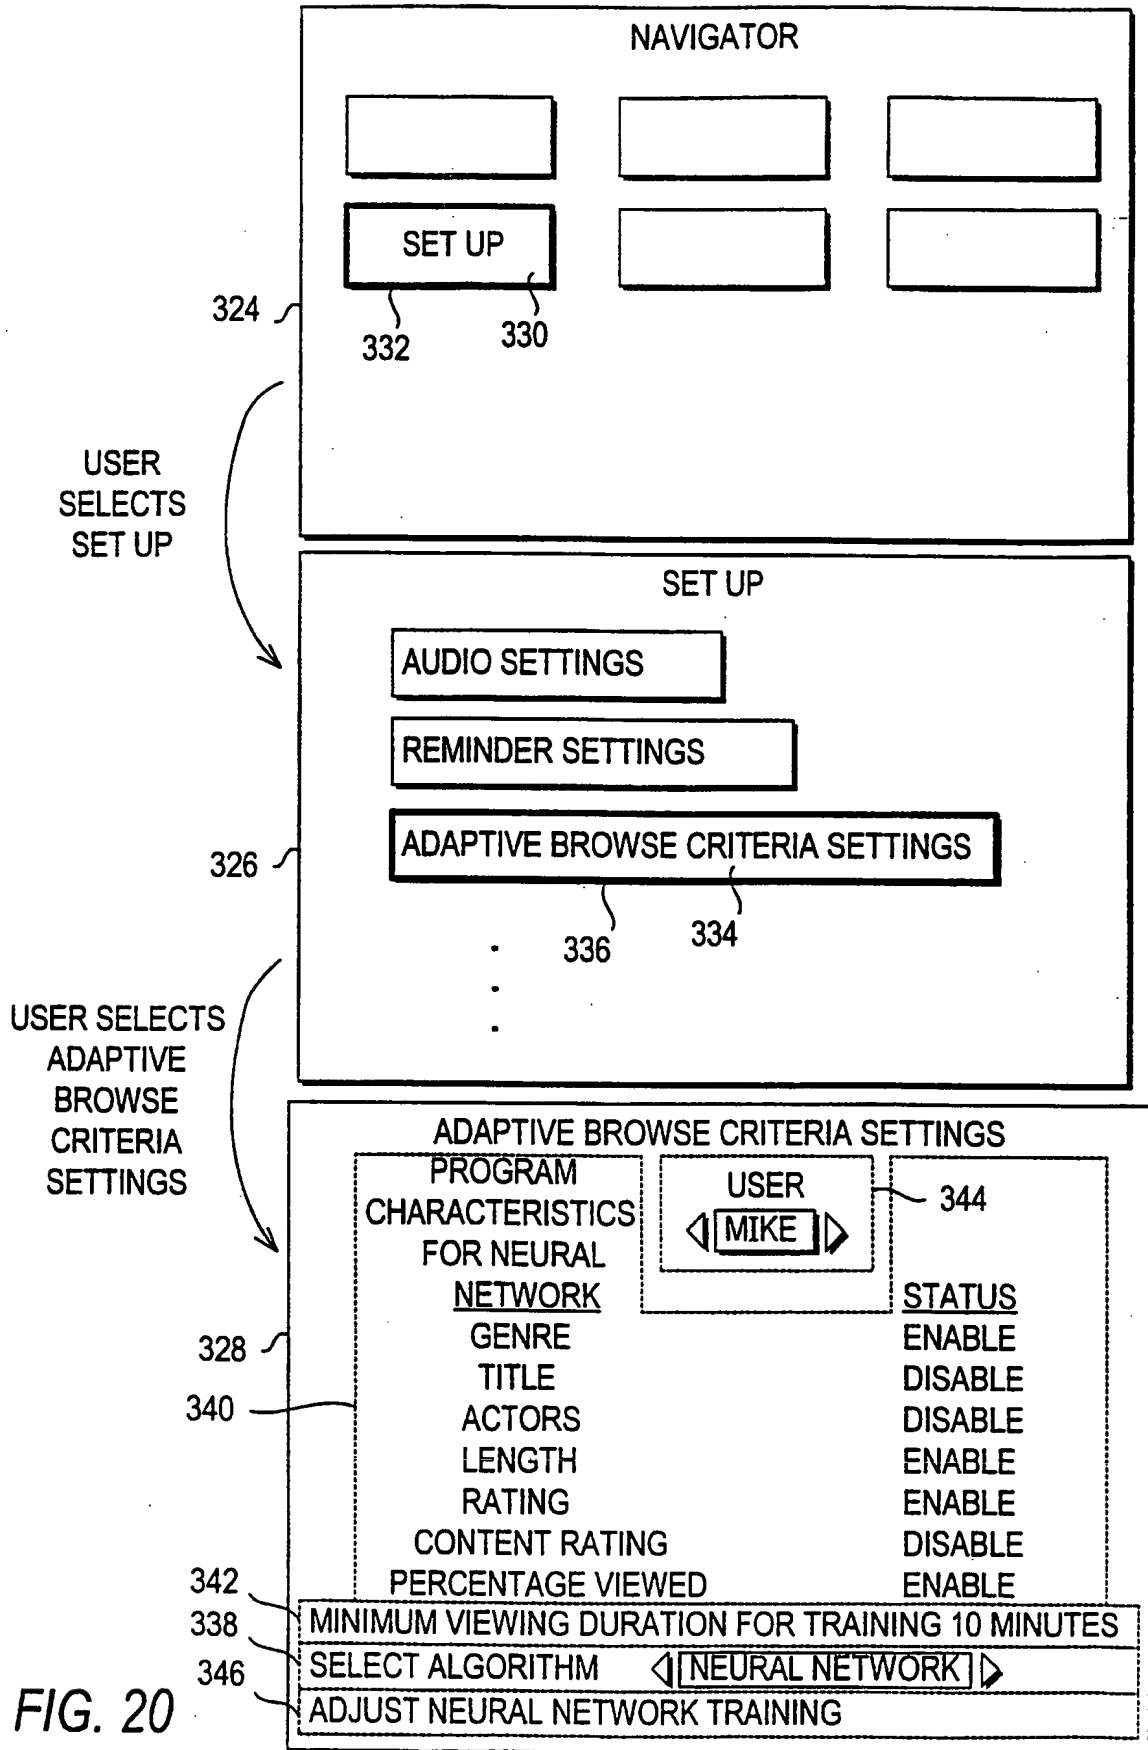 NAVIGATOR
SET UP
324
332
330
USER
SELECTS
SET UP
SET UP
AUDIO SETTINGS
REMINDER SETTINGS
ADAPTIVE BROWSE CRITERIA SETTINGS
326
336
334
USER SELECTS
ADAPTIVE
BROWSE
CRITERIA
SETTINGS
ADAPTIVE BROWSE CRITERIA SETTINGS
PROGRAM
CHARACTERISTICS
FOR NEURAL
NETWORK
USER
MIKE
344
STATUS
328
GENRE ENABLE
TITLE DISABLE
340
ACTORS DISABLE
LENGTH ENABLE
RATING ENABLE
CONTENT RATING DISABLE
PERCENTAGE VIEWED ENABLE
342
MINIMUM VIEWING DURATION FOR TRAINING 10 MINUTES
338
SELECT ALGORITHM NEURAL NETWORK
346
ADJUST NEURAL NETWORK TRAINING
FIG. 20